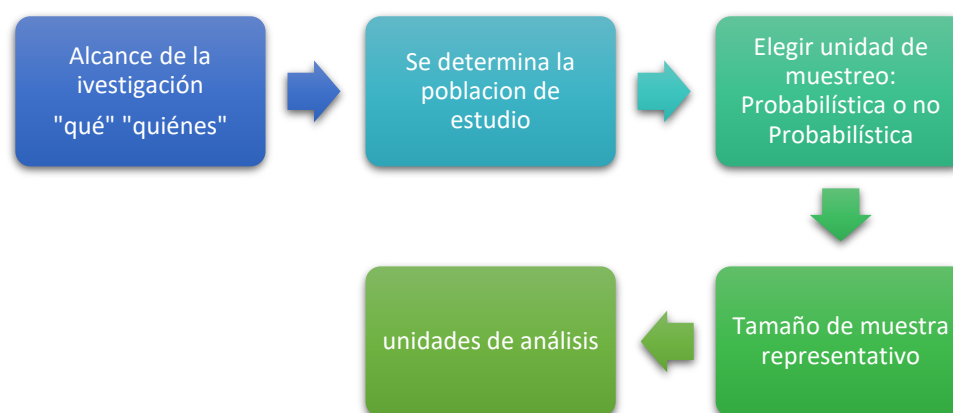 Alcance de la
ivestigación
"qué" "quiénes"
Se determina la
poblacion de
estudio
Elegir unidad de
muestreo:
Probabilística o no
Probabilística
Tamaño de muestra
representativo
unidades de análisis